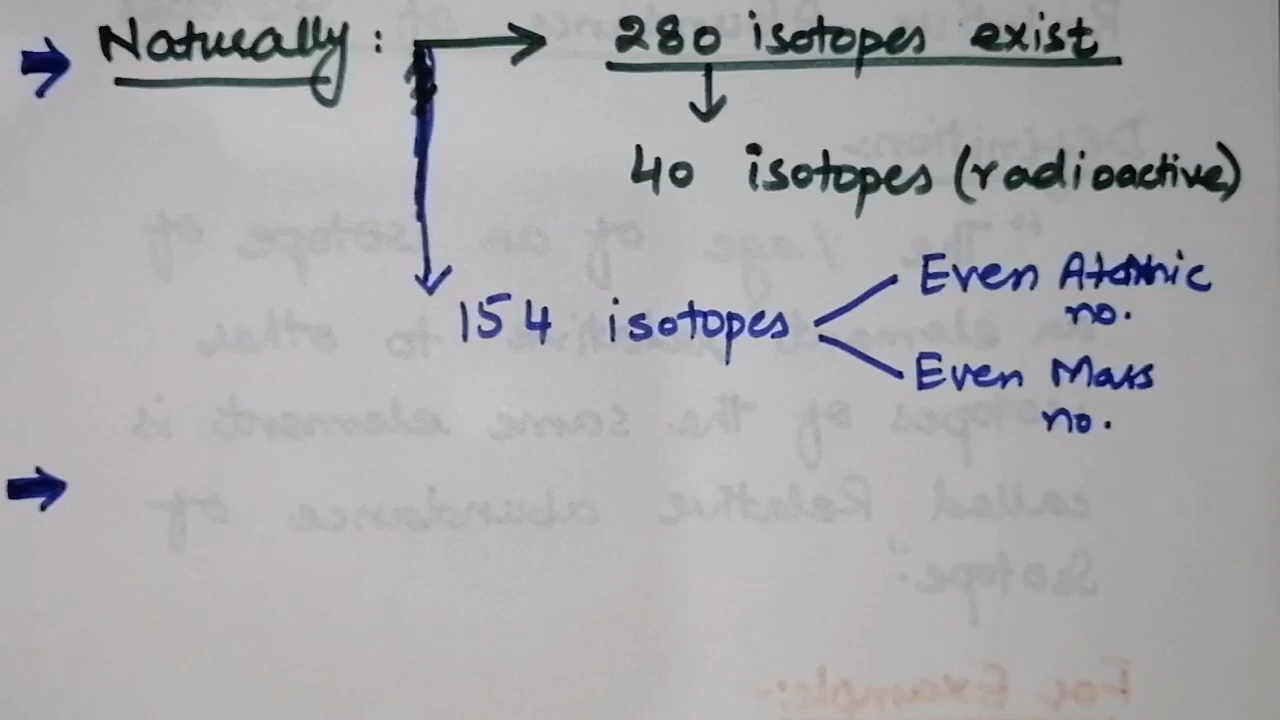 Naturally : → 280 isotopes exist
40 isotopes (radioactive)
Even Atomic
no.
154 isotopes
Even Mass
no.